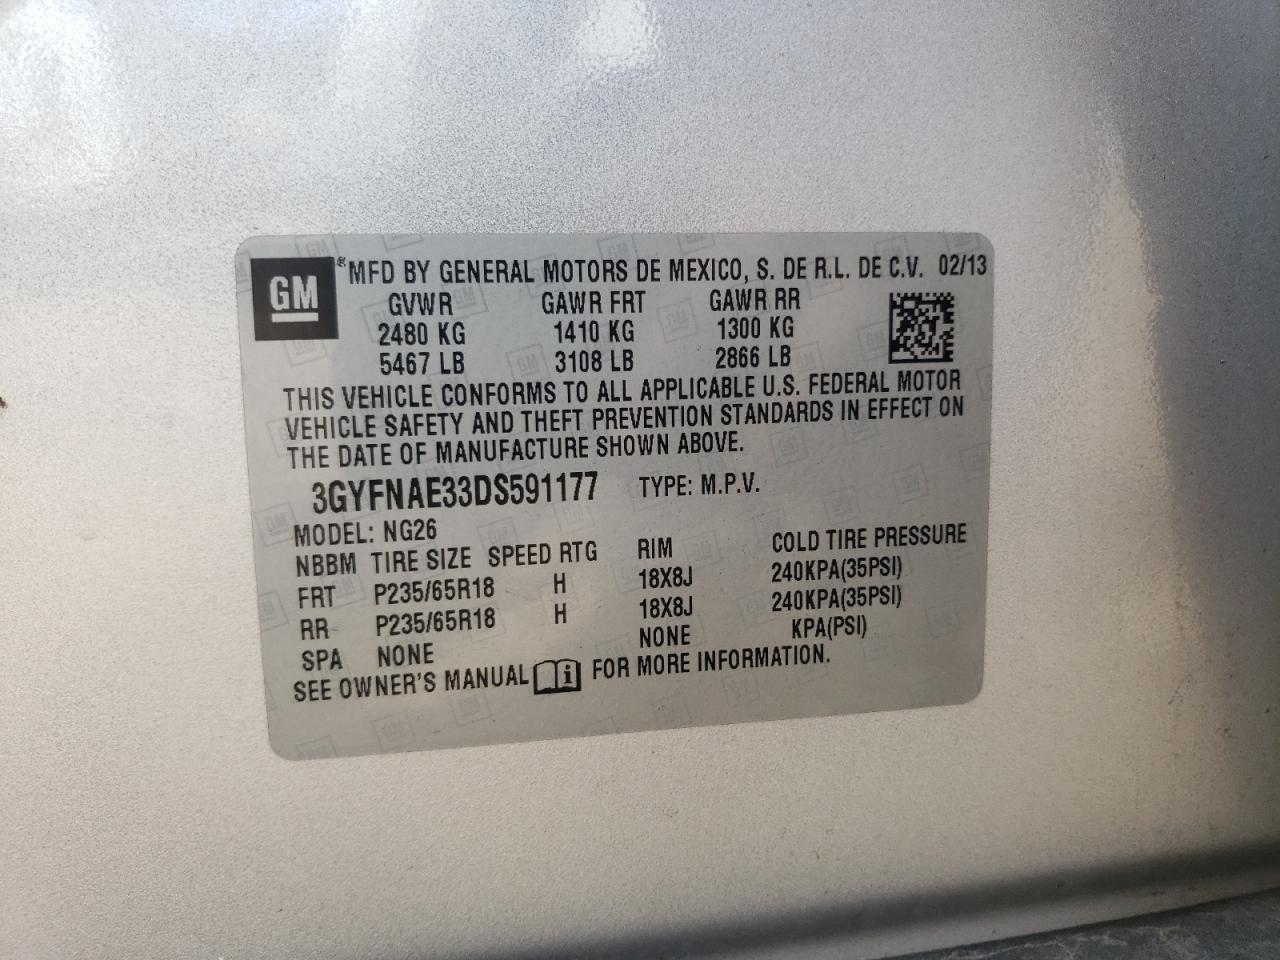 GM ®MFD BY GENERAL MOTORS DE MEXICO, S. DE R.L. DE C.V. 02/13
GVWR GAWR FRT GAWR RR
2480 KG 1410 KG 1300 KG
5467 LB 3108 LB 2866 LB
THIS VEHICLE CONFORMS TO ALL APPLICABLE U.S. FEDERAL MOTOR
VEHICLE SAFETY AND THEFT PREVENTION STANDARDS IN EFFECT ON
THE DATE OF MANUFACTURE SHOWN ABOVE.
3GYFNAE33DS591177 TYPE: M.P.V.
MODEL: NG26
NBBM TIRE SIZE SPEED RTG RIM COLD TIRE PRESSURE
FRT P235/65R18 H 18X8J 240KPA(35PSI)
RR P235/65R18 H 18X8J 240KPA(35PSI)
SPA NONE NONE KPA(PSI)
SEE OWNER'S MANUAL i FOR MORE INFORMATION.